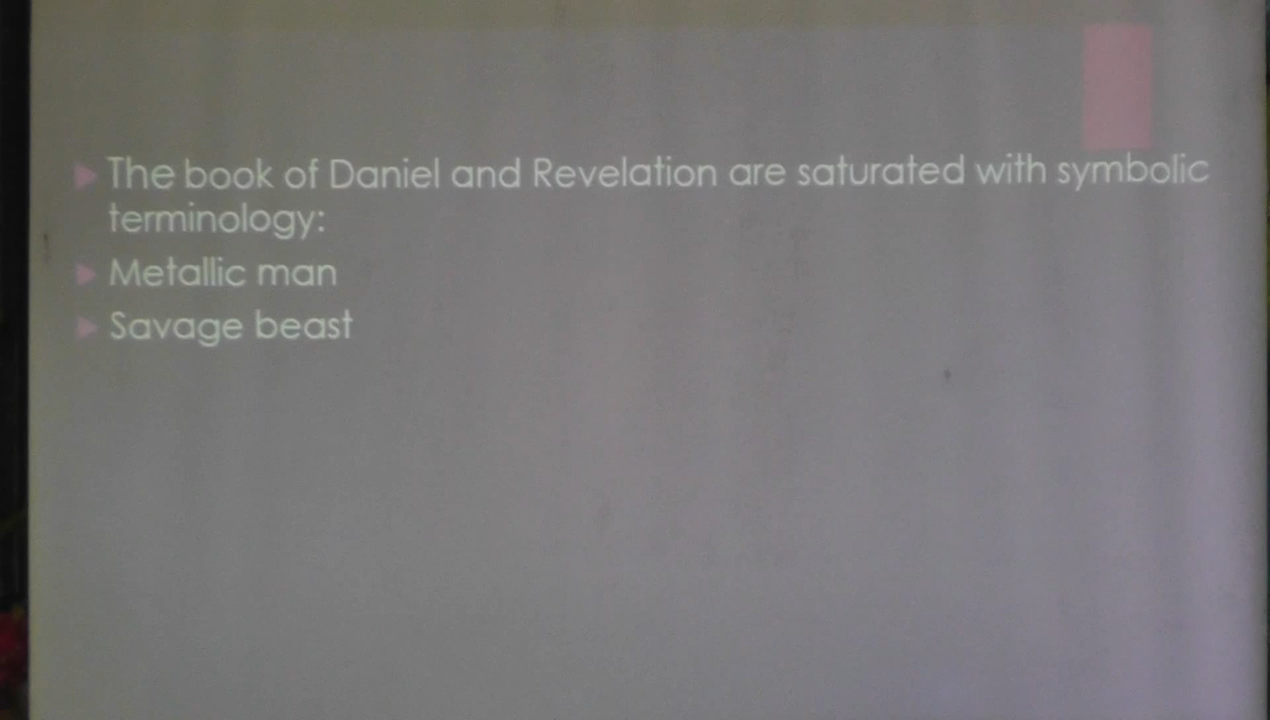 The book of Daniel and Revelation are saturated with symbolic
terminology:
Metallic man
Savage beast